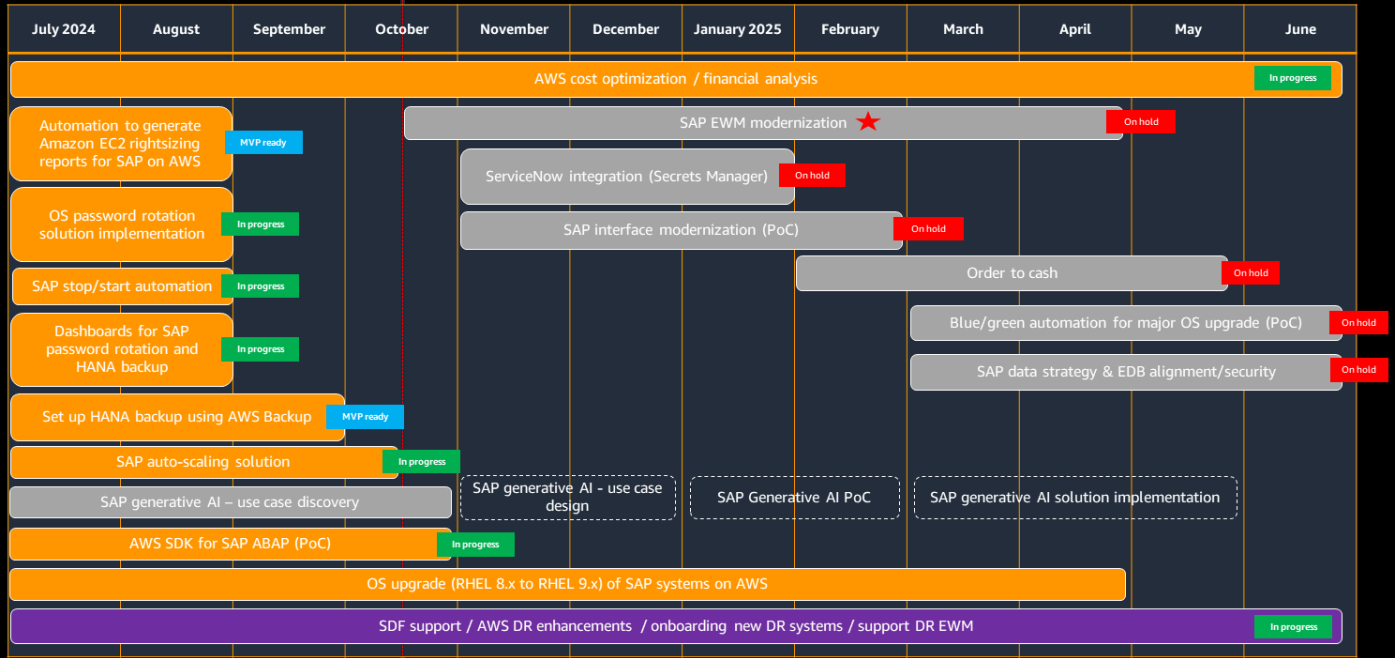 July 2024
August
September
October
November
December
January 2025
February
March
April
May
June
AWS cost optimization / financial analysis
In progress
Automation to generate
Amazon EC2 rightsizing
reports for SAP on AWS
MVP ready
SAP EWM modernization
On hold
ServiceNow integration (Secrets Manager)
On hold
OS password rotation
solution implementation
In progress
SAP interface modernization (PoC)
On hold
SAP stop/start automation
In progress
Order to cash
On hold
Dashboards for SAP
password rotation and
HANA backup
In progress
Blue/green automation for major OS upgrade (PoC)
On hold
SAP data strategy & EDB alignment/security
On hold
Set up HANA backup using AWS Backup
MVP ready
SAP auto-scaling solution
In progress
SAP generative AI – use case discovery
SAP generative AI - use case
design
SAP Generative AI PoC
SAP generative AI solution implementation
AWS SDK for SAP ABAP (PoC)
In progress
OS upgrade (RHEL 8.x to RHEL 9.x) of SAP systems on AWS
SDF support / AWS DR enhancements / onboarding new DR systems / support DR EWM
In progress